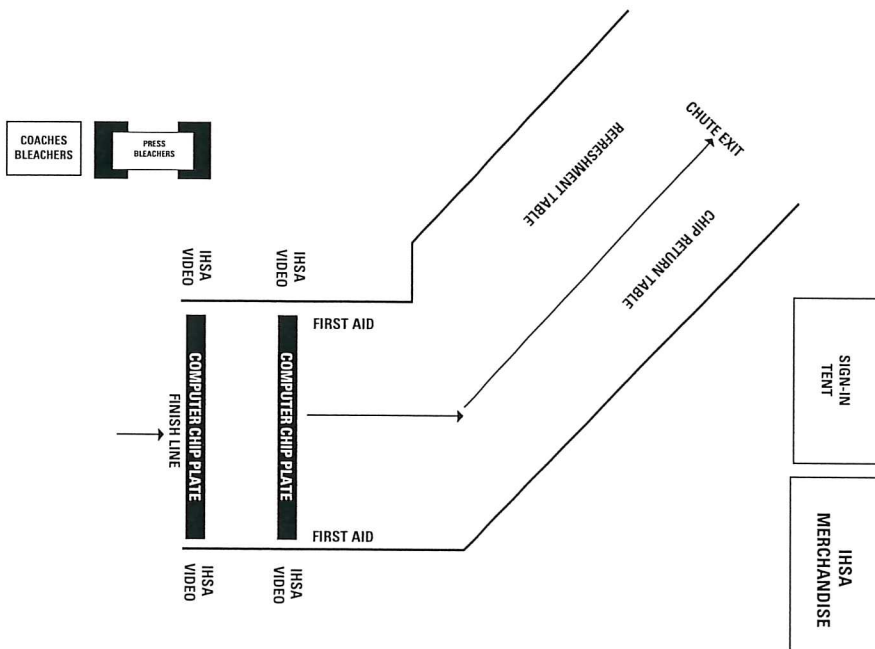 COACHES
BLEACHERS
PRESS
BLEACHERS
IHSA
VIDEO
IHSA
VIDEO
FIRST AID
COMPUTER CHIP PLATE
FINISH LINE
COMPUTER CHIP PLATE
FIRST AID
IHSA
VIDEO
IHSA
VIDEO
REFRESHMENT TABLE
CHUTE EXIT
CHIP RETURN TABLE
SIGN-IN
TENT
IHSA
MERCHANDISE